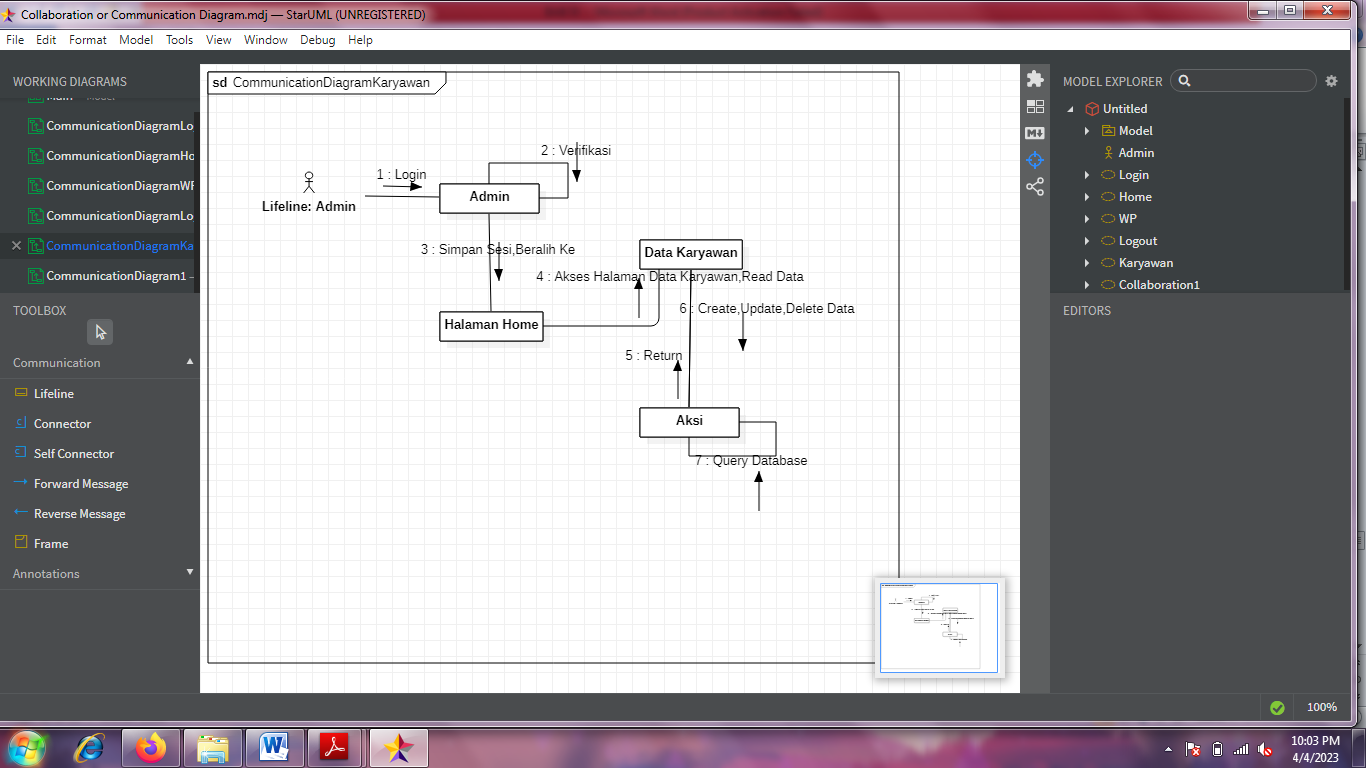 Collaboration or Communication Diagram.mdj — StarUML (UNREGISTERED)
File Edit Format Model Tools View Window Debug Help
WORKING DIAGRAMS
Main – Model
CommunicationDiagramLo
CommunicationDiagramHo
CommunicationDiagramWP
CommunicationDiagramLo
CommunicationDiagramKa
CommunicationDiagram1 –
TOOLBOX
Communication
Lifeline
Connector
Self Connector
Forward Message
Reverse Message
Frame
Annotations
sd CommunicationDiagramKaryawan
2 : Verifikasi
1 : Login
Admin
Lifeline: Admin
3 : Simpan Sesi,Beralih Ke
Data Karyawan
4 : Akses Halaman Data Karyawan,Read Data
6 : Create,Update,Delete Data
Halaman Home
5 : Return
Aksi
7 : Query Database
MODEL EXPLORER
Untitled
Model
Admin
Login
Home
WP
Logout
Karyawan
Collaboration1
EDITORS
100%
10:03 PM
4/4/2023